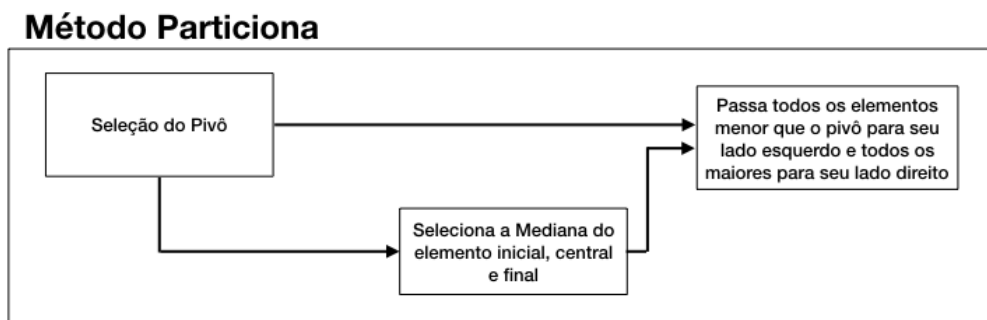 Método Particiona
Seleção do Pivô
Passa todos os elementos
menor que o pivô para seu
lado esquerdo e todos os
maiores para seu lado direito
Seleciona a Mediana do
elemento inicial, central
e final